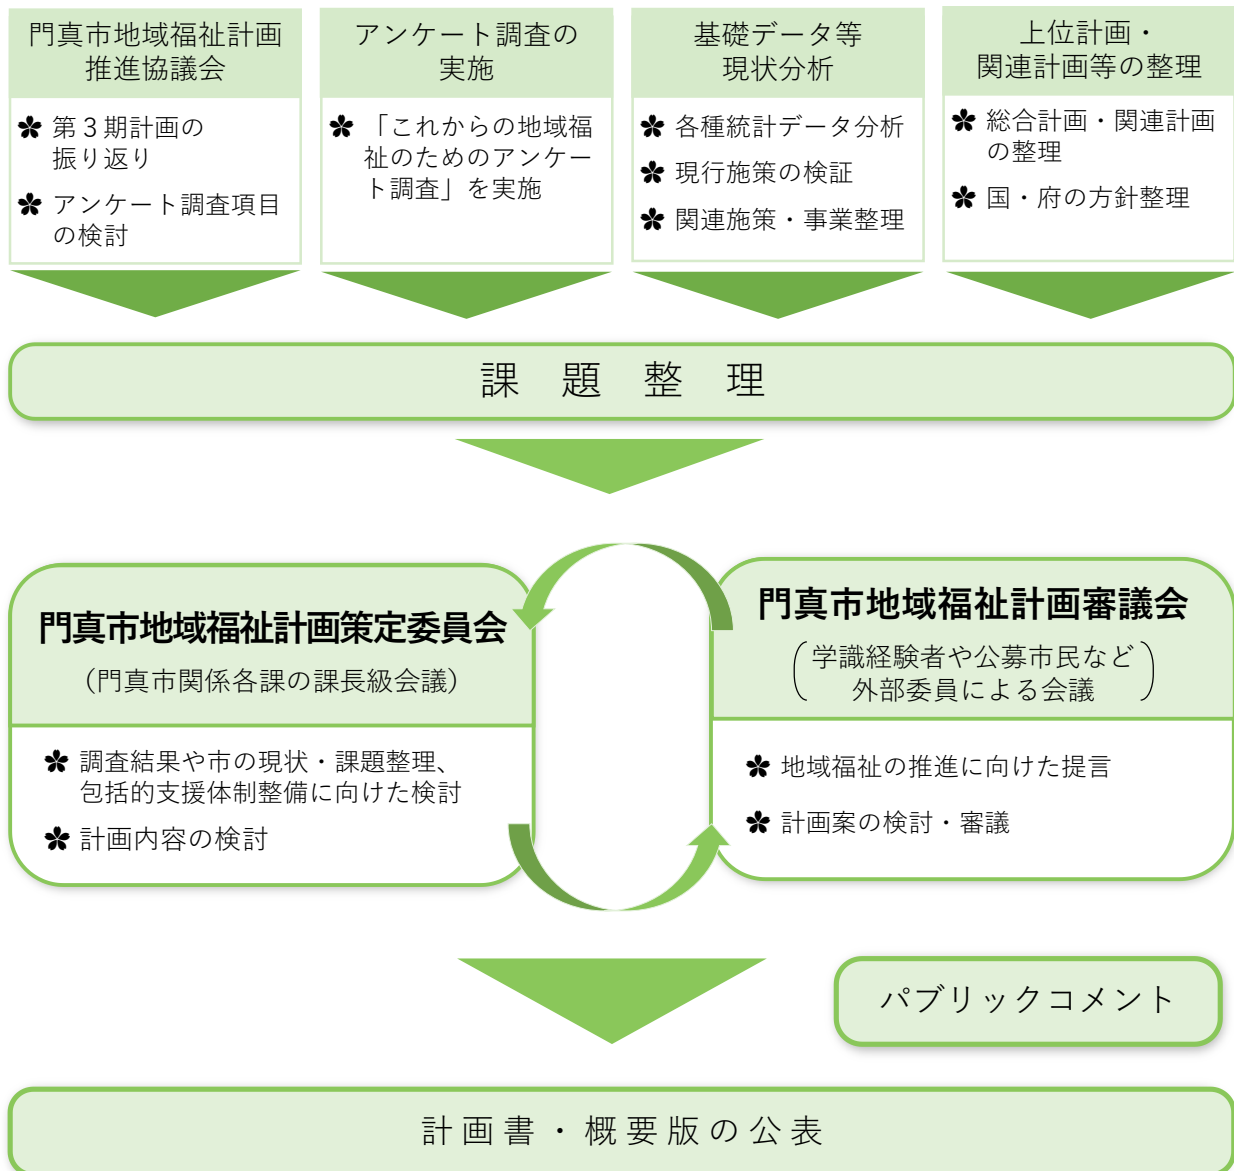 門真市地域福祉計画
推進協議会
✽ 第３期計画の
振り返り
✽ アンケート調査項目
の検討
アンケート調査の
実施
✽ 「これからの地域福
祉のためのアンケー
ト調査」を実施
基礎データ等
現状分析
✽ 各種統計データ分析
✽ 現行施策の検証
✽ 関連施策・事業整理
上位計画・
関連計画等の整理
✽ 総合計画・関連計画
の整理
✽ 国・府の方針整理
課題整理
門真市地域福祉計画策定委員会
（門真市関係各課の課長級会議）
✽ 調査結果や市の現状・課題整理、
包括的支援体制整備に向けた検討
✽ 計画内容の検討
門真市地域福祉計画審議会
（学識経験者や公募市民など
外部委員による会議）
✽ 地域福祉の推進に向けた提言
✽ 計画案の検討・審議
パブリックコメント
計画書・概要版の公表